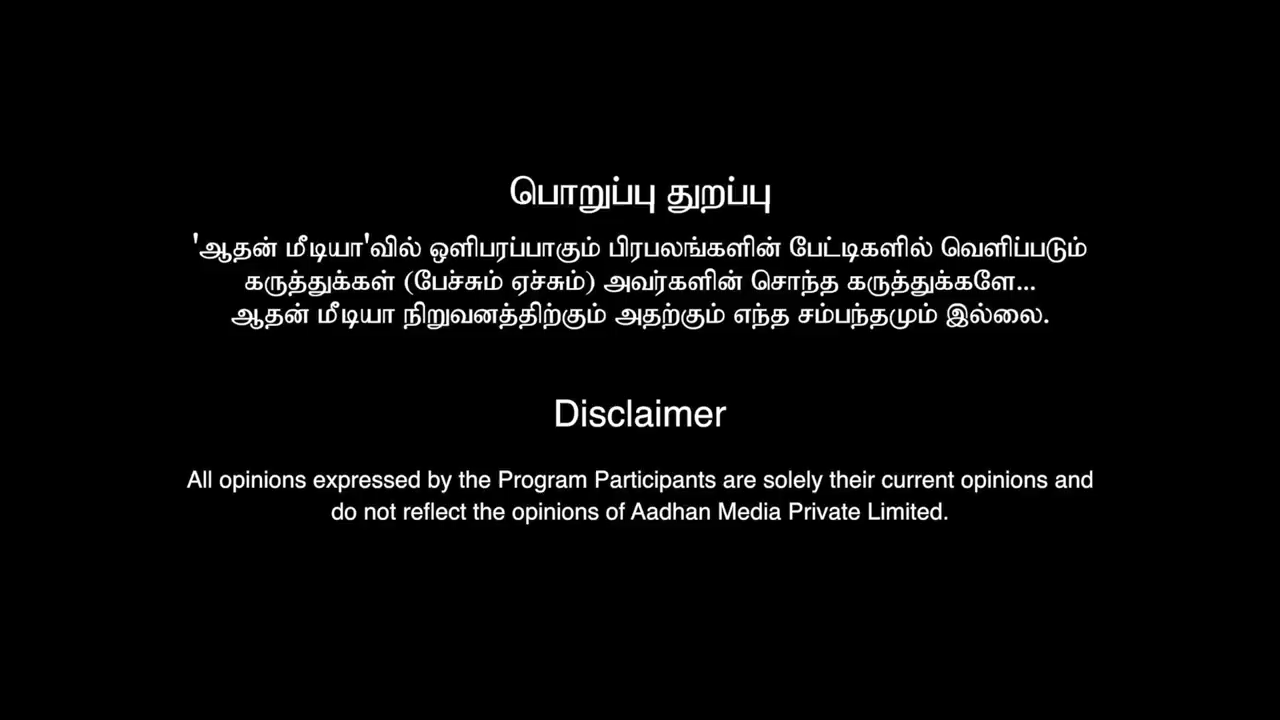 பொறுப்பு துறப்பு
'ஆதன் மீடியா'வில் ஒளிபரப்பாகும் பிரபலங்களின் பேட்டிகளில் வெளிப்படும்
கருத்துக்கள் (பேச்சும் ஏச்சும்) அவர்களின் சொந்த கருத்துக்களே...
ஆதன் மீடியா நிறுவனத்திற்கும் அதற்கும் எந்த சம்பந்தமும் இல்லை.
Disclaimer
All opinions expressed by the Program Participants are solely their current opinions and
do not reflect the opinions of Aadhan Media Private Limited.